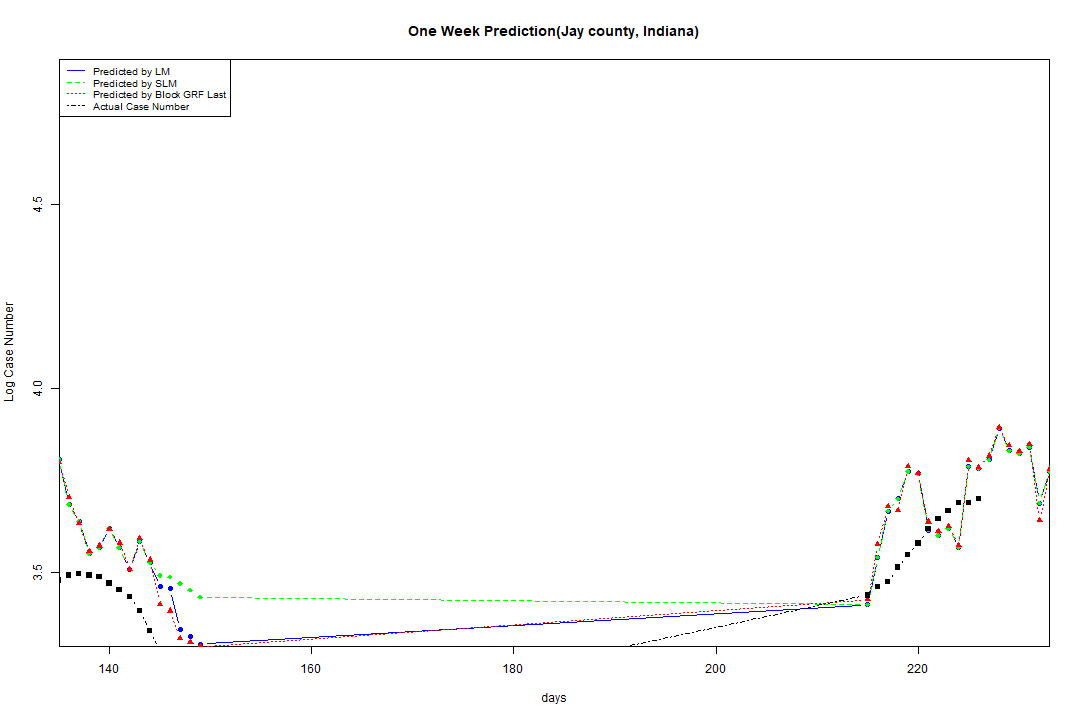 One Week Prediction(Jay county, Indiana)
Predicted by LM
Predicted by SLM
Predicted by Block GRF Last
Actual Case Number
Log Case Number
4.5
4.0
3.5
140 160 180 200 220
days